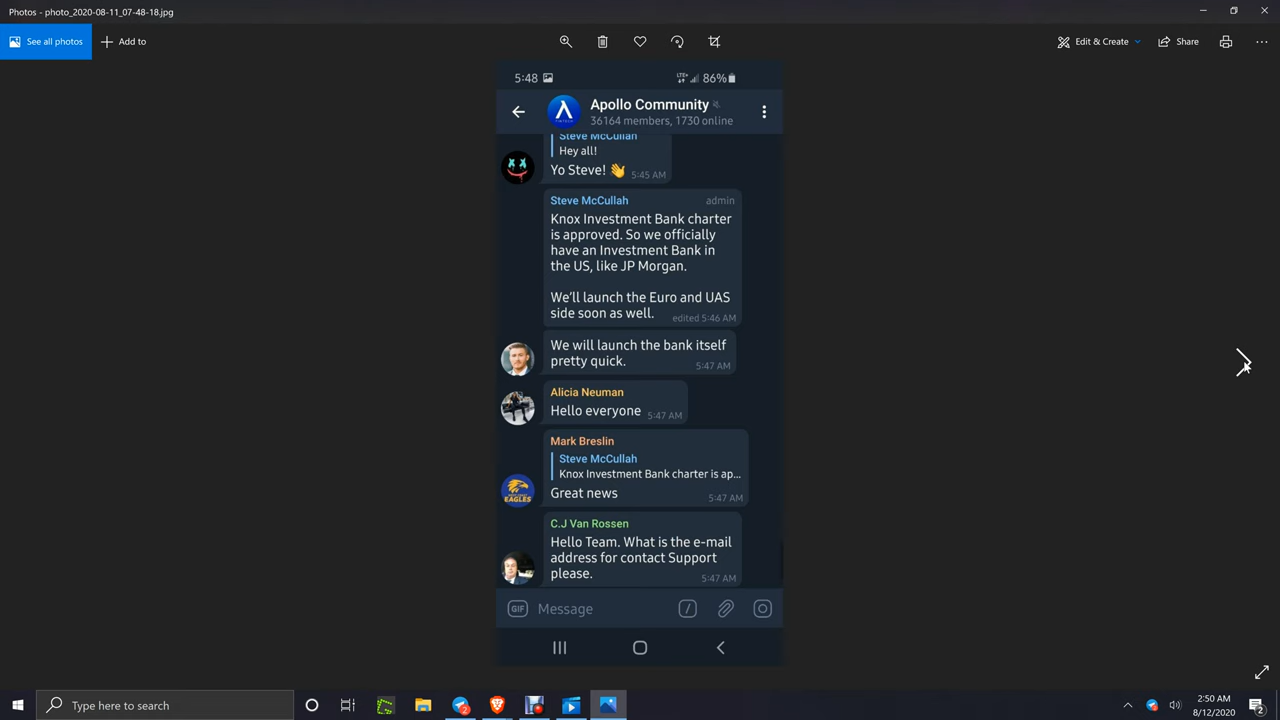 Photos - photo_2020-08-11_07-48-18.jpg
See all photos
Add to
Edit & Create
Share
5:48
LTE+
86%
Apollo Community
36164 members, 1730 online
Steve McCullah
Hey all!
Yo Steve! 👋
5:45 AM
Steve McCullah admin
Knox Investment Bank charter
is approved. So we officially
have an Investment Bank in
the US, like JP Morgan.
We'll launch the Euro and UAS
side soon as well. edited 5:46 AM
We will launch the bank itself
pretty quick. 5:47 AM
Alicia Neuman
Hello everyone 5:47 AM
Mark Breslin
Steve McCullah
Knox Investment Bank charter is ap...
Great news 5:47 AM
EAGLES
C.J Van Rossen
Hello Team. What is the e-mail
address for contact Support
please. 5:47 AM
GIF Message
Type here to search
2
2:50 AM
8/12/2020
2